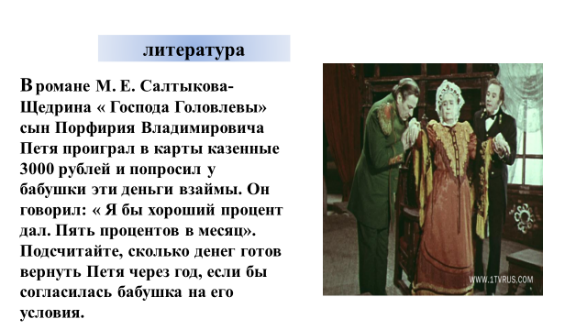 литература
В романе М. Е. Салтыкова-
Щедрина « Господа Головлевы»
сын Порфирия Владимировича
Петя проиграл в карты казенные
3000 рублей и попросил у
бабушки эти деньги взаймы. Он
говорил: « Я бы хороший процент
дал. Пять процентов в месяц».
Подсчитайте, сколько денег готов
вернуть Петя через год, если бы
согласилась бабушка на его
условия.
WWW.1TVRUS.COM